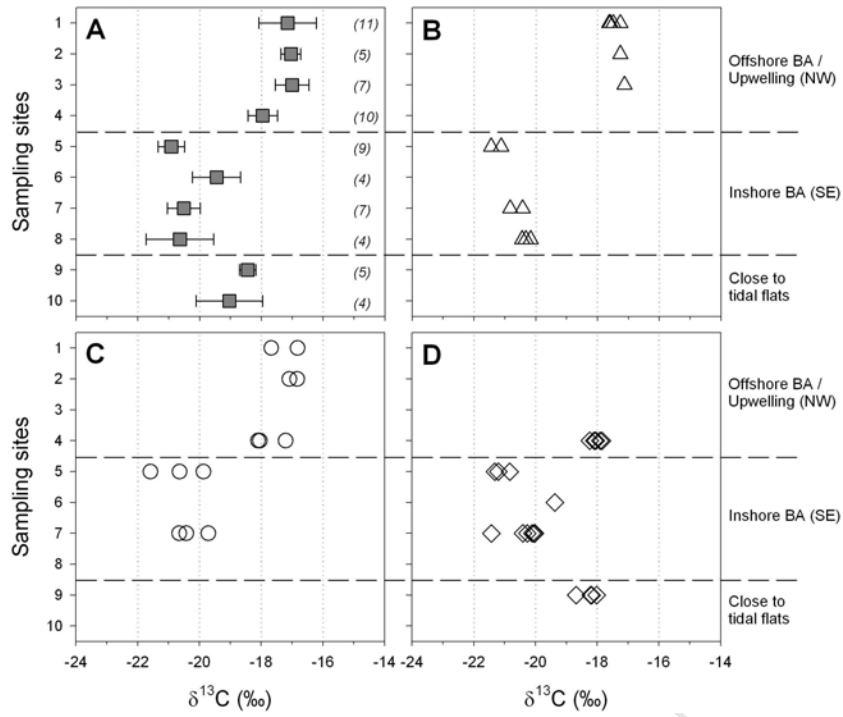 A
B
Sampling sites
1
2
3
4
5
6
7
8
9
10
(11)
(5)
(7)
(10)
(9)
(4)
(7)
(4)
(5)
(4)
Offshore BA /
Upwelling (NW)
Inshore BA (SE)
Close to
tidal flats
C
D
Sampling sites
1
2
3
4
5
6
7
8
9
10
Offshore BA /
Upwelling (NW)
Inshore BA (SE)
Close to
tidal flats
-24 -22 -20 -18 -16 -14 -24 -22 -20 -18 -16 -14
δ¹³C (‰) δ¹³C (‰)